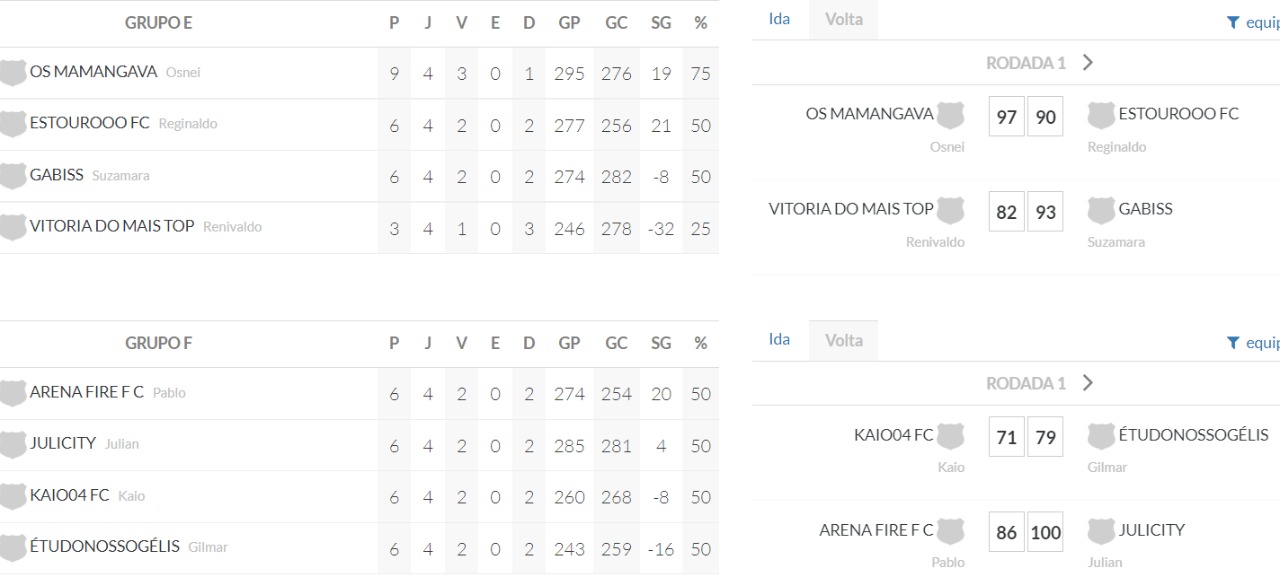 GRUPO E P J V E D GP GC SG %
OS MAMANGAVA Osnei 9 4 3 0 1 295 276 19 75
ESTOUROOO FC Reginaldo 6 4 2 0 2 277 256 21 50
GABISS Suzamara 6 4 2 0 2 274 282 -8 50
VITORIA DO MAIS TOP Renivaldo 3 4 1 0 3 246 278 -32 25
Ida Volta equip
RODADA 1
OS MAMANGAVA 97 90 ESTOUROOO FC
Osnei Reginaldo
VITORIA DO MAIS TOP 82 93 GABISS
Renivaldo Suzamara
GRUPO F P J V E D GP GC SG %
ARENA FIRE F C Pablo 6 4 2 0 2 274 254 20 50
JULICITY Julian 6 4 2 0 2 285 281 4 50
KAIO04 FC Kaio 6 4 2 0 2 260 268 -8 50
ÉTUDONOSSOGÉLIS Gilmar 6 4 2 0 2 243 259 -16 50
Ida Volta equip
RODADA 1
KAIO04 FC 71 79 ÉTUDONOSSOGÉLIS
Kaio Gilmar
ARENA FIRE F C 86 100 JULICITY
Pablo Julian